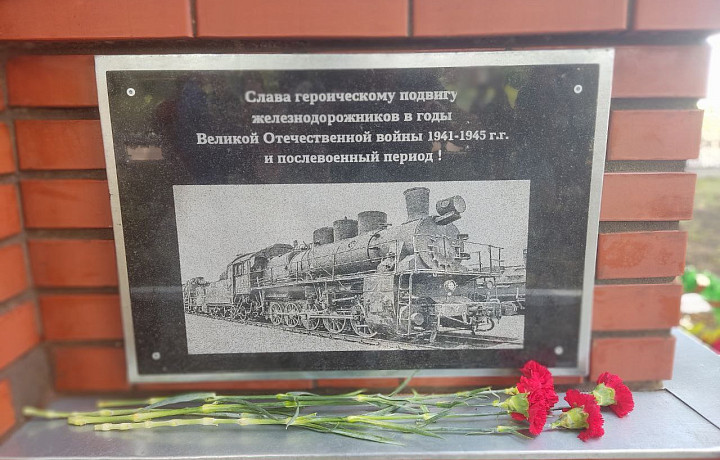 Слава героическому подвигу
железнодорожников в годы
Великой Отечественной войны 1941-1945 г.г.
и послевоенный период !